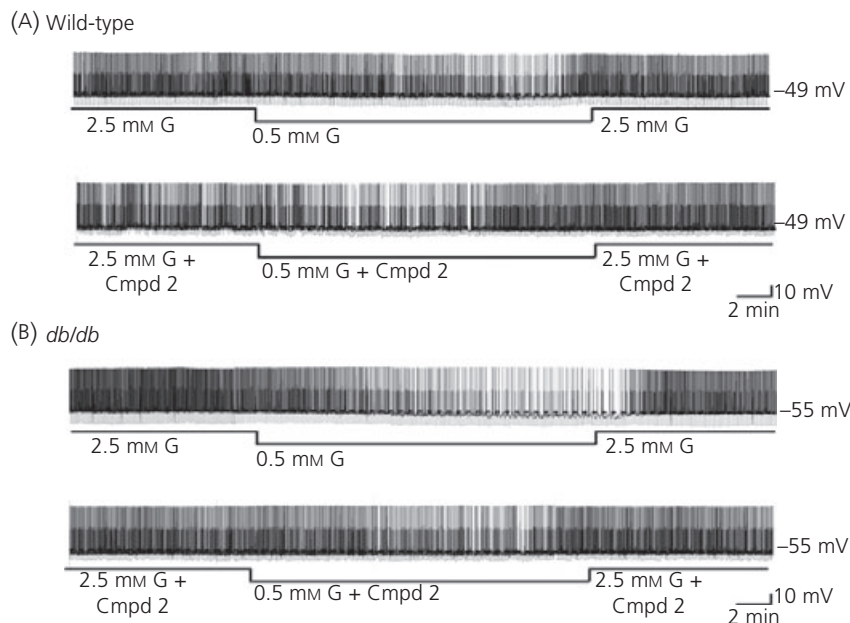 (A) Wild-type
–49 mV
2.5 mM G
0.5 mM G
2.5 mM G
–49 mV
2.5 mM G +
Cmpd 2
0.5 mM G + Cmpd 2
2.5 mM G +
Cmpd 2
10 mV
2 min
(B) db/db
–55 mV
2.5 mM G
0.5 mM G
2.5 mM G
–55 mV
2.5 mM G +
Cmpd 2
0.5 mM G + Cmpd 2
2.5 mM G +
Cmpd 2
10 mV
2 min